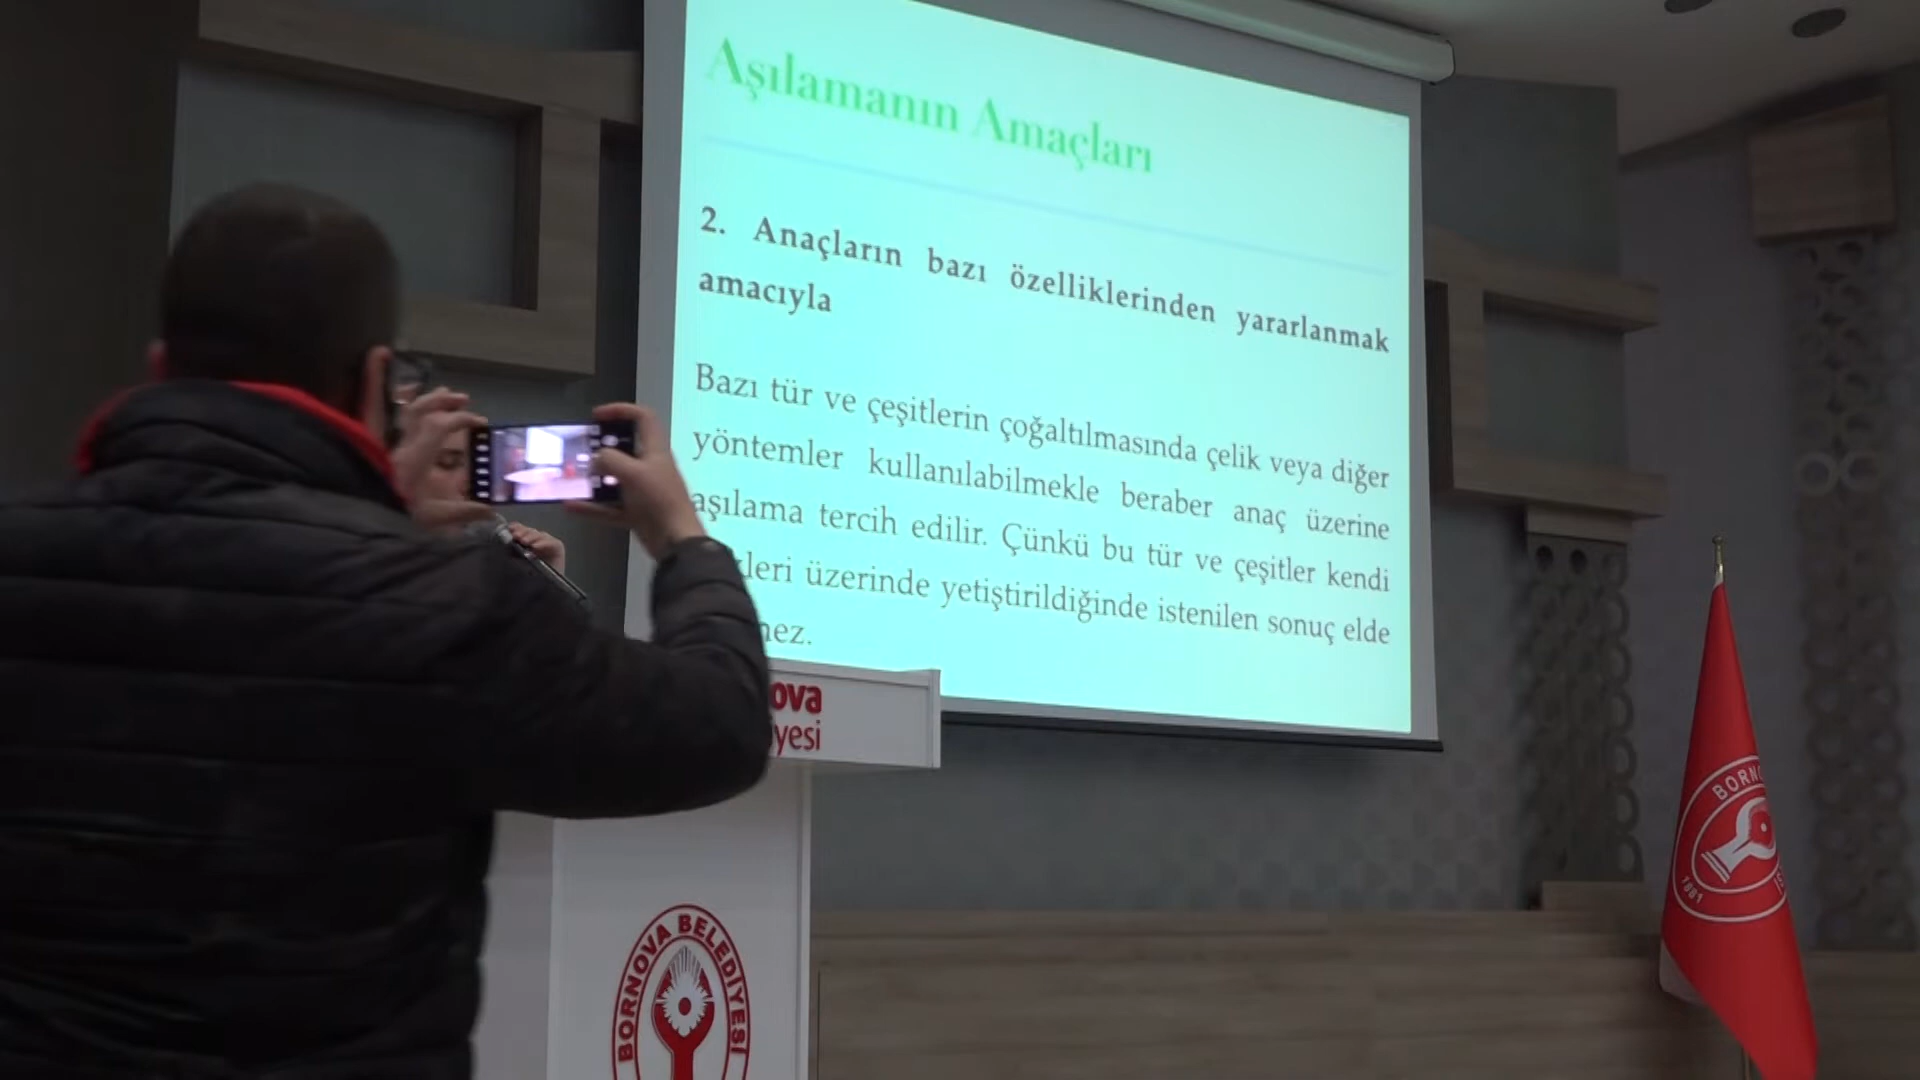 Aşılamanın Amaçları
2. Anaçların bazı özelliklerinden yararlanmak
amacıyla
Bazı tür ve çeşitlerin çoğaltılmasında çelik veya diğer
yöntemler kullanılabilmekle beraber anaç üzerine
aşılama tercih edilir. Çünkü bu tür ve çeşitler kendi
üzerinde yetiştirildiğinde istenilen sonuç elde
BORNOVA BELEDİYESİ
1881